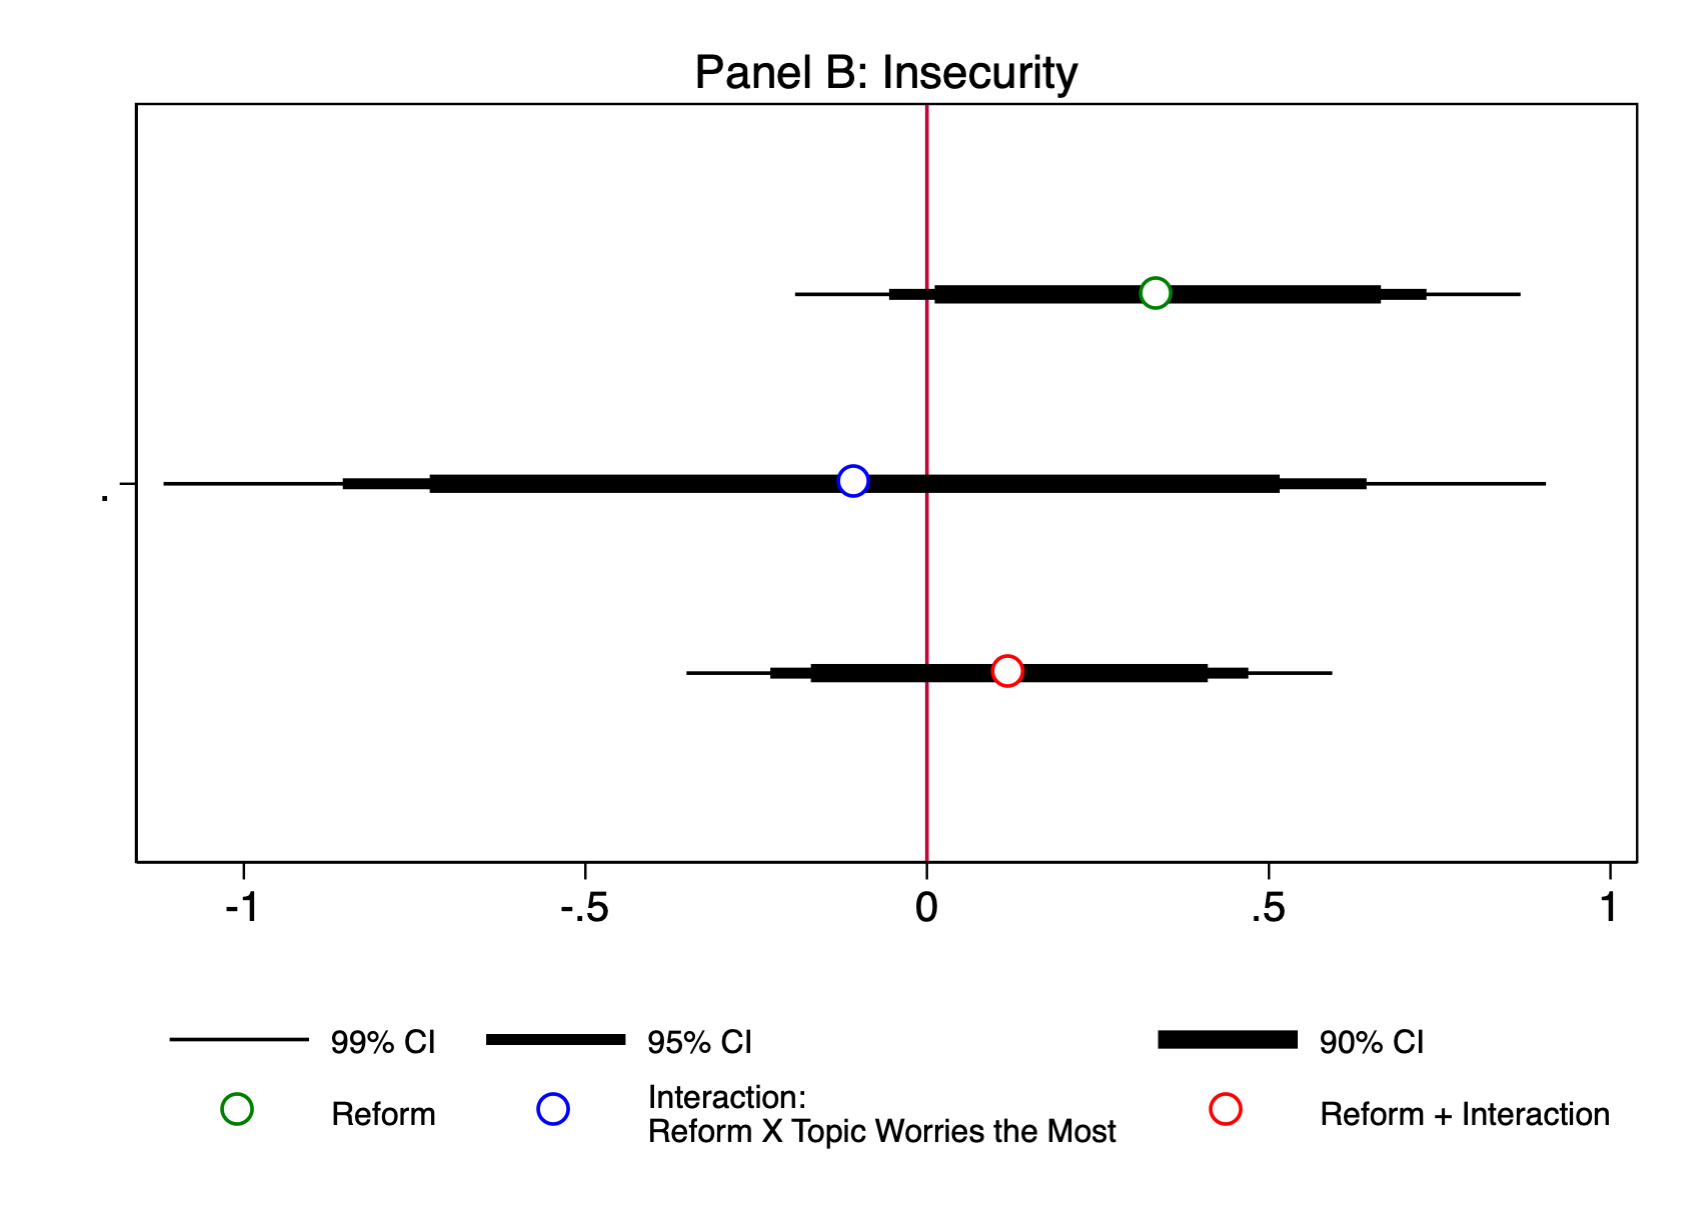 Panel B: Insecurity
.
-1 -.5 0 .5 1
99% CI 95% CI 90% CI
Reform
Interaction:
Reform X Topic Worries the Most
Reform + Interaction